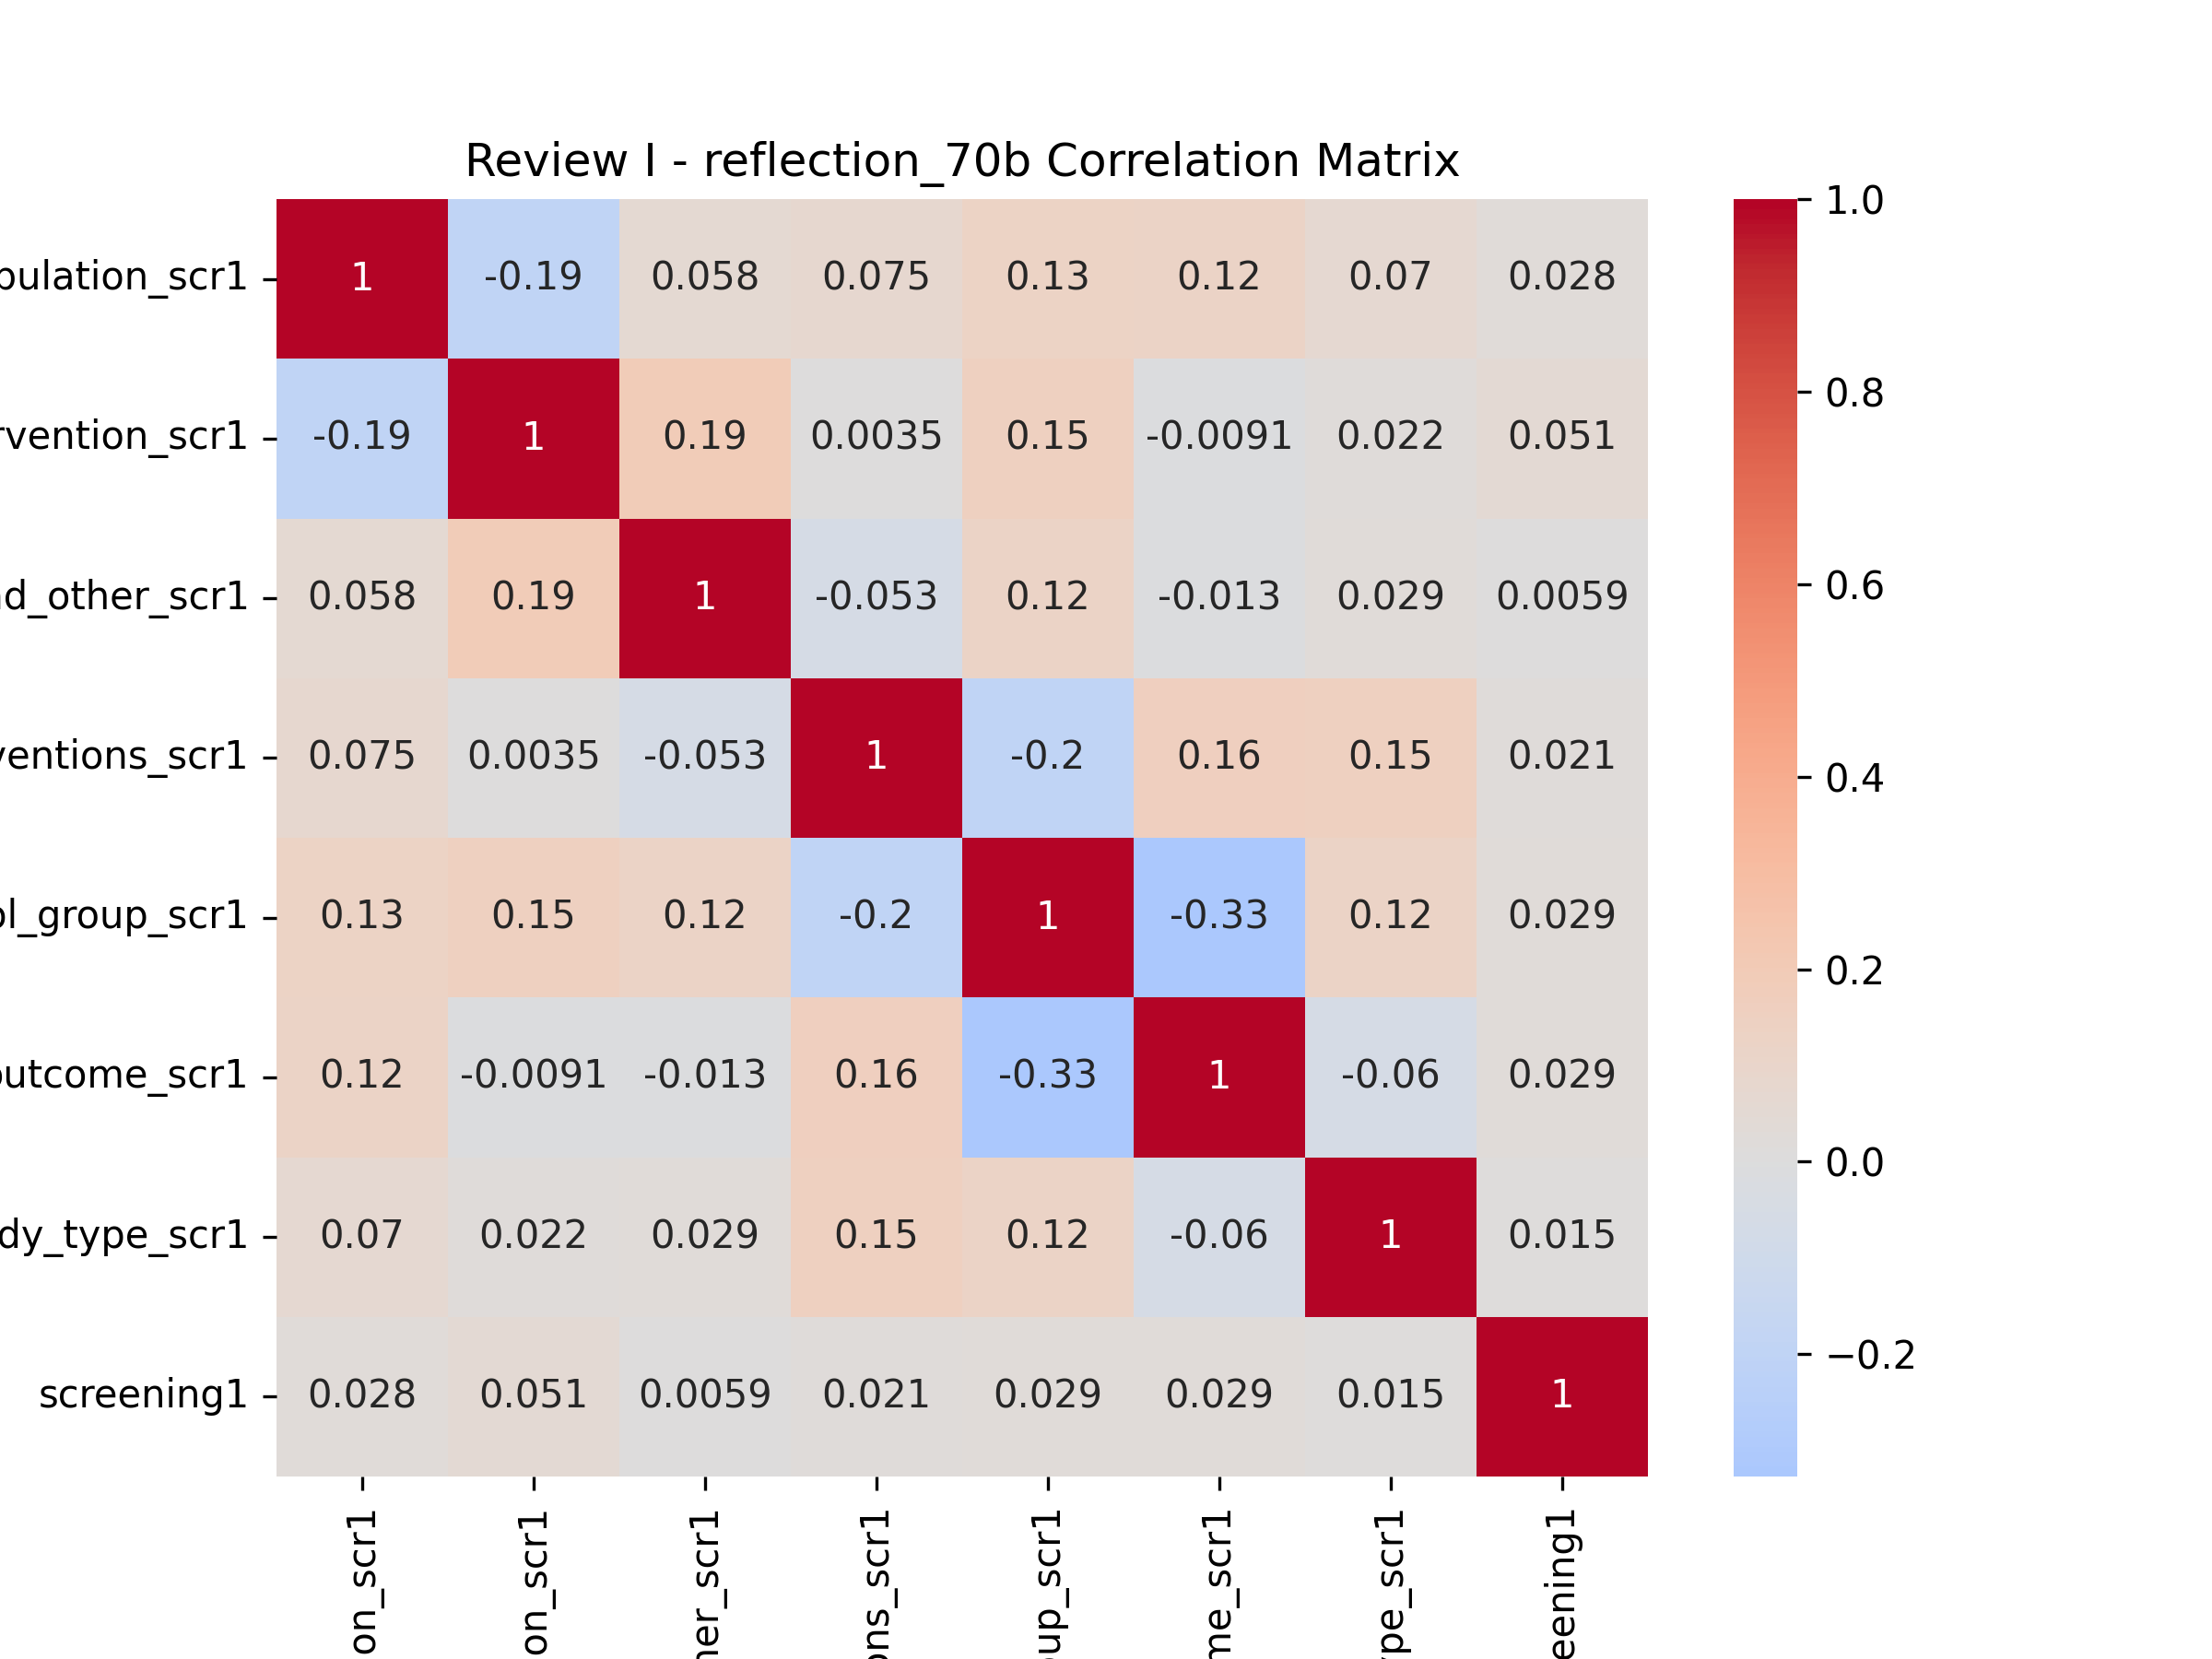 Review I - reflection_70b Correlation Matrix
1.0
pulation_scr1 1 -0.19 0.058 0.075 0.13 0.12 0.07 0.028
0.8
rvention_scr1 -0.19 1 0.19 0.0035 0.15 -0.0091 0.022 0.051
d_other_scr1 0.058 0.19 1 -0.053 0.12 -0.013 0.029 0.0059
0.6
ventions_scr1 0.075 0.0035 -0.053 1 -0.2 0.16 0.15 0.021
0.4
ol_group_scr1 0.13 0.15 0.12 -0.2 1 -0.33 0.12 0.029
0.2
outcome_scr1 0.12 -0.0091 -0.013 0.16 -0.33 1 -0.06 0.029
0.0
dy_type_scr1 0.07 0.022 0.029 0.15 0.12 -0.06 1 0.015
−0.2
screening1 0.028 0.051 0.0059 0.021 0.029 0.029 0.015 1
on_scr1
on_scr1
her_scr1
ons_scr1
oup_scr1
me_scr1
ype_scr1
eening1